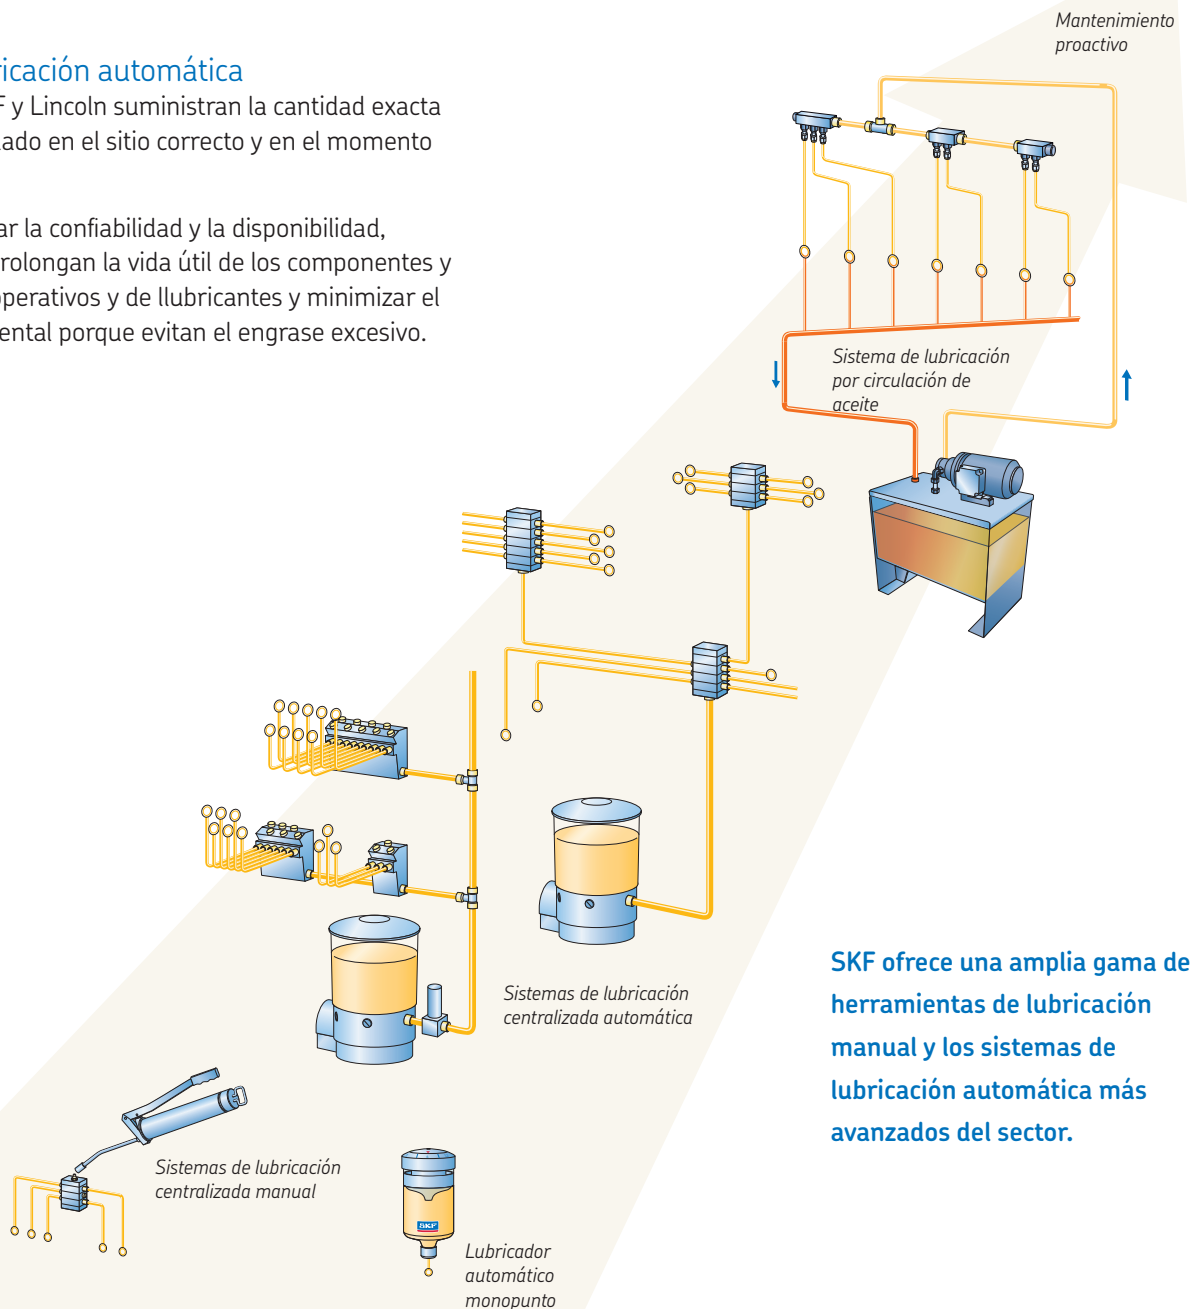 Mantenimiento
proactivo
ricación automática
F y Lincoln suministran la cantidad exacta
lado en el sitio correcto y en el momento
ar la confiabilidad y la disponibilidad,
rolongan la vida útil de los componentes y
operativos y de llubricantes y minimizar el
ental porque evitan el engrase excesivo.
Sistema de lubricación
por circulación de
aceite
Sistemas de lubricación
centralizada automática
SKF ofrece una amplia gama de
herramientas de lubricación
manual y los sistemas de
lubricación automática más
avanzados del sector.
Sistemas de lubricación
centralizada manual
SKF
Lubricador
automático
monopunto